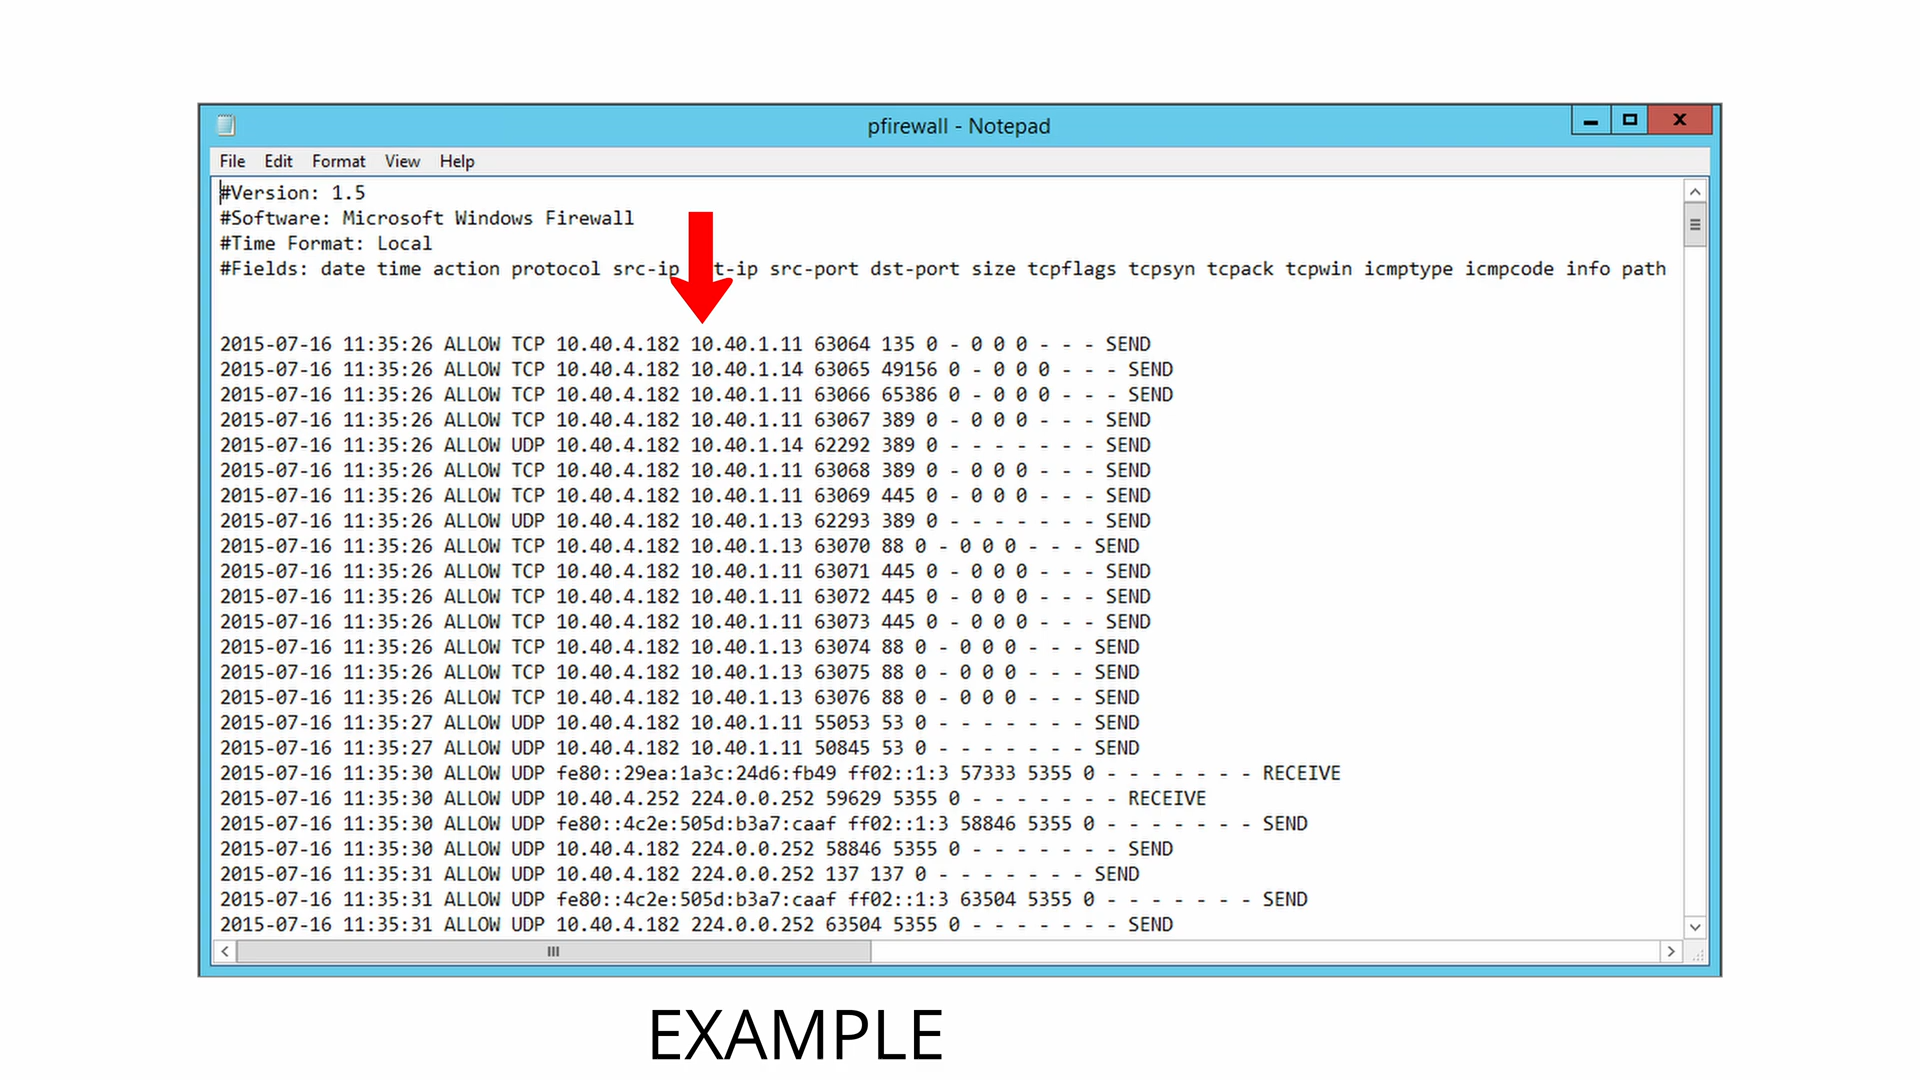 pfirewall - Notepad
File Edit Format View Help
#Version: 1.5
#Software: Microsoft Windows Firewall
#Time Format: Local
#Fields: date time action protocol src-ip t-ip src-port dst-port size tcpflags tcpsyn tcpack tcpwin icmptype icmpcode info path
2015-07-16 11:35:26 ALLOW TCP 10.40.4.182 10.40.1.11 63064 135 0 - 0 0 0 - - - SEND
2015-07-16 11:35:26 ALLOW TCP 10.40.4.182 10.40.1.14 63065 49156 0 - 0 0 0 - - - SEND
2015-07-16 11:35:26 ALLOW TCP 10.40.4.182 10.40.1.11 63066 65386 0 - 0 0 0 - - - SEND
2015-07-16 11:35:26 ALLOW TCP 10.40.4.182 10.40.1.11 63067 389 0 - 0 0 0 - - - SEND
2015-07-16 11:35:26 ALLOW UDP 10.40.4.182 10.40.1.14 62292 389 0 - - - - - - - SEND
2015-07-16 11:35:26 ALLOW TCP 10.40.4.182 10.40.1.11 63068 389 0 - 0 0 0 - - - SEND
2015-07-16 11:35:26 ALLOW TCP 10.40.4.182 10.40.1.11 63069 445 0 - 0 0 0 - - - SEND
2015-07-16 11:35:26 ALLOW UDP 10.40.4.182 10.40.1.13 62293 389 0 - - - - - - - SEND
2015-07-16 11:35:26 ALLOW TCP 10.40.4.182 10.40.1.13 63070 88 0 - 0 0 0 - - - SEND
2015-07-16 11:35:26 ALLOW TCP 10.40.4.182 10.40.1.11 63071 445 0 - 0 0 0 - - - SEND
2015-07-16 11:35:26 ALLOW TCP 10.40.4.182 10.40.1.11 63072 445 0 - 0 0 0 - - - SEND
2015-07-16 11:35:26 ALLOW TCP 10.40.4.182 10.40.1.11 63073 445 0 - 0 0 0 - - - SEND
2015-07-16 11:35:26 ALLOW TCP 10.40.4.182 10.40.1.13 63074 88 0 - 0 0 0 - - - SEND
2015-07-16 11:35:26 ALLOW TCP 10.40.4.182 10.40.1.13 63075 88 0 - 0 0 0 - - - SEND
2015-07-16 11:35:26 ALLOW TCP 10.40.4.182 10.40.1.13 63076 88 0 - 0 0 0 - - - SEND
2015-07-16 11:35:27 ALLOW UDP 10.40.4.182 10.40.1.11 55053 53 0 - - - - - - - SEND
2015-07-16 11:35:27 ALLOW UDP 10.40.4.182 10.40.1.11 50845 53 0 - - - - - - - SEND
2015-07-16 11:35:30 ALLOW UDP fe80::29ea:1a3c:24d6:fb49 ff02::1:3 57333 5355 0 - - - - - - - RECEIVE
2015-07-16 11:35:30 ALLOW UDP 10.40.4.252 224.0.0.252 59629 5355 0 - - - - - - - RECEIVE
2015-07-16 11:35:30 ALLOW UDP fe80::4c2e:505d:b3a7:caaf ff02::1:3 58846 5355 0 - - - - - - - SEND
2015-07-16 11:35:30 ALLOW UDP 10.40.4.182 224.0.0.252 58846 5355 0 - - - - - - - SEND
2015-07-16 11:35:31 ALLOW UDP 10.40.4.182 224.0.0.252 137 137 0 - - - - - - - SEND
2015-07-16 11:35:31 ALLOW UDP fe80::4c2e:505d:b3a7:caaf ff02::1:3 63504 5355 0 - - - - - - - SEND
2015-07-16 11:35:31 ALLOW UDP 10.40.4.182 224.0.0.252 63504 5355 0 - - - - - - - SEND
EXAMPLE